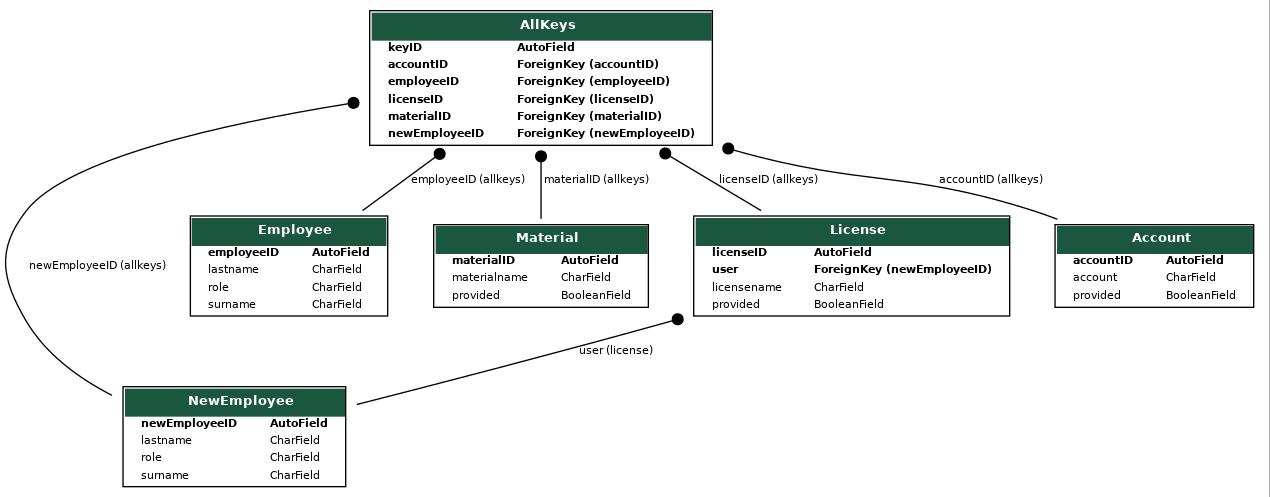 AllKeys
keyID AutoField
accountID ForeignKey (accountID)
employeeID ForeignKey (employeeID)
licenseID ForeignKey (licenseID)
materialID ForeignKey (materialID)
newEmployeeID ForeignKey (newEmployeeID)
employeeID (allkeys)
materialID (allkeys)
licenseID (allkeys)
accountID (allkeys)
newEmployeeID (allkeys)
Employee
employeeID AutoField
lastname CharField
role CharField
surname CharField
Material
materialID AutoField
materialname CharField
provided BooleanField
License
licenseID AutoField
user ForeignKey (newEmployeeID)
licensename CharField
provided BooleanField
Account
accountID AutoField
account CharField
provided BooleanField
user (license)
NewEmployee
newEmployeeID AutoField
lastname CharField
role CharField
surname CharField